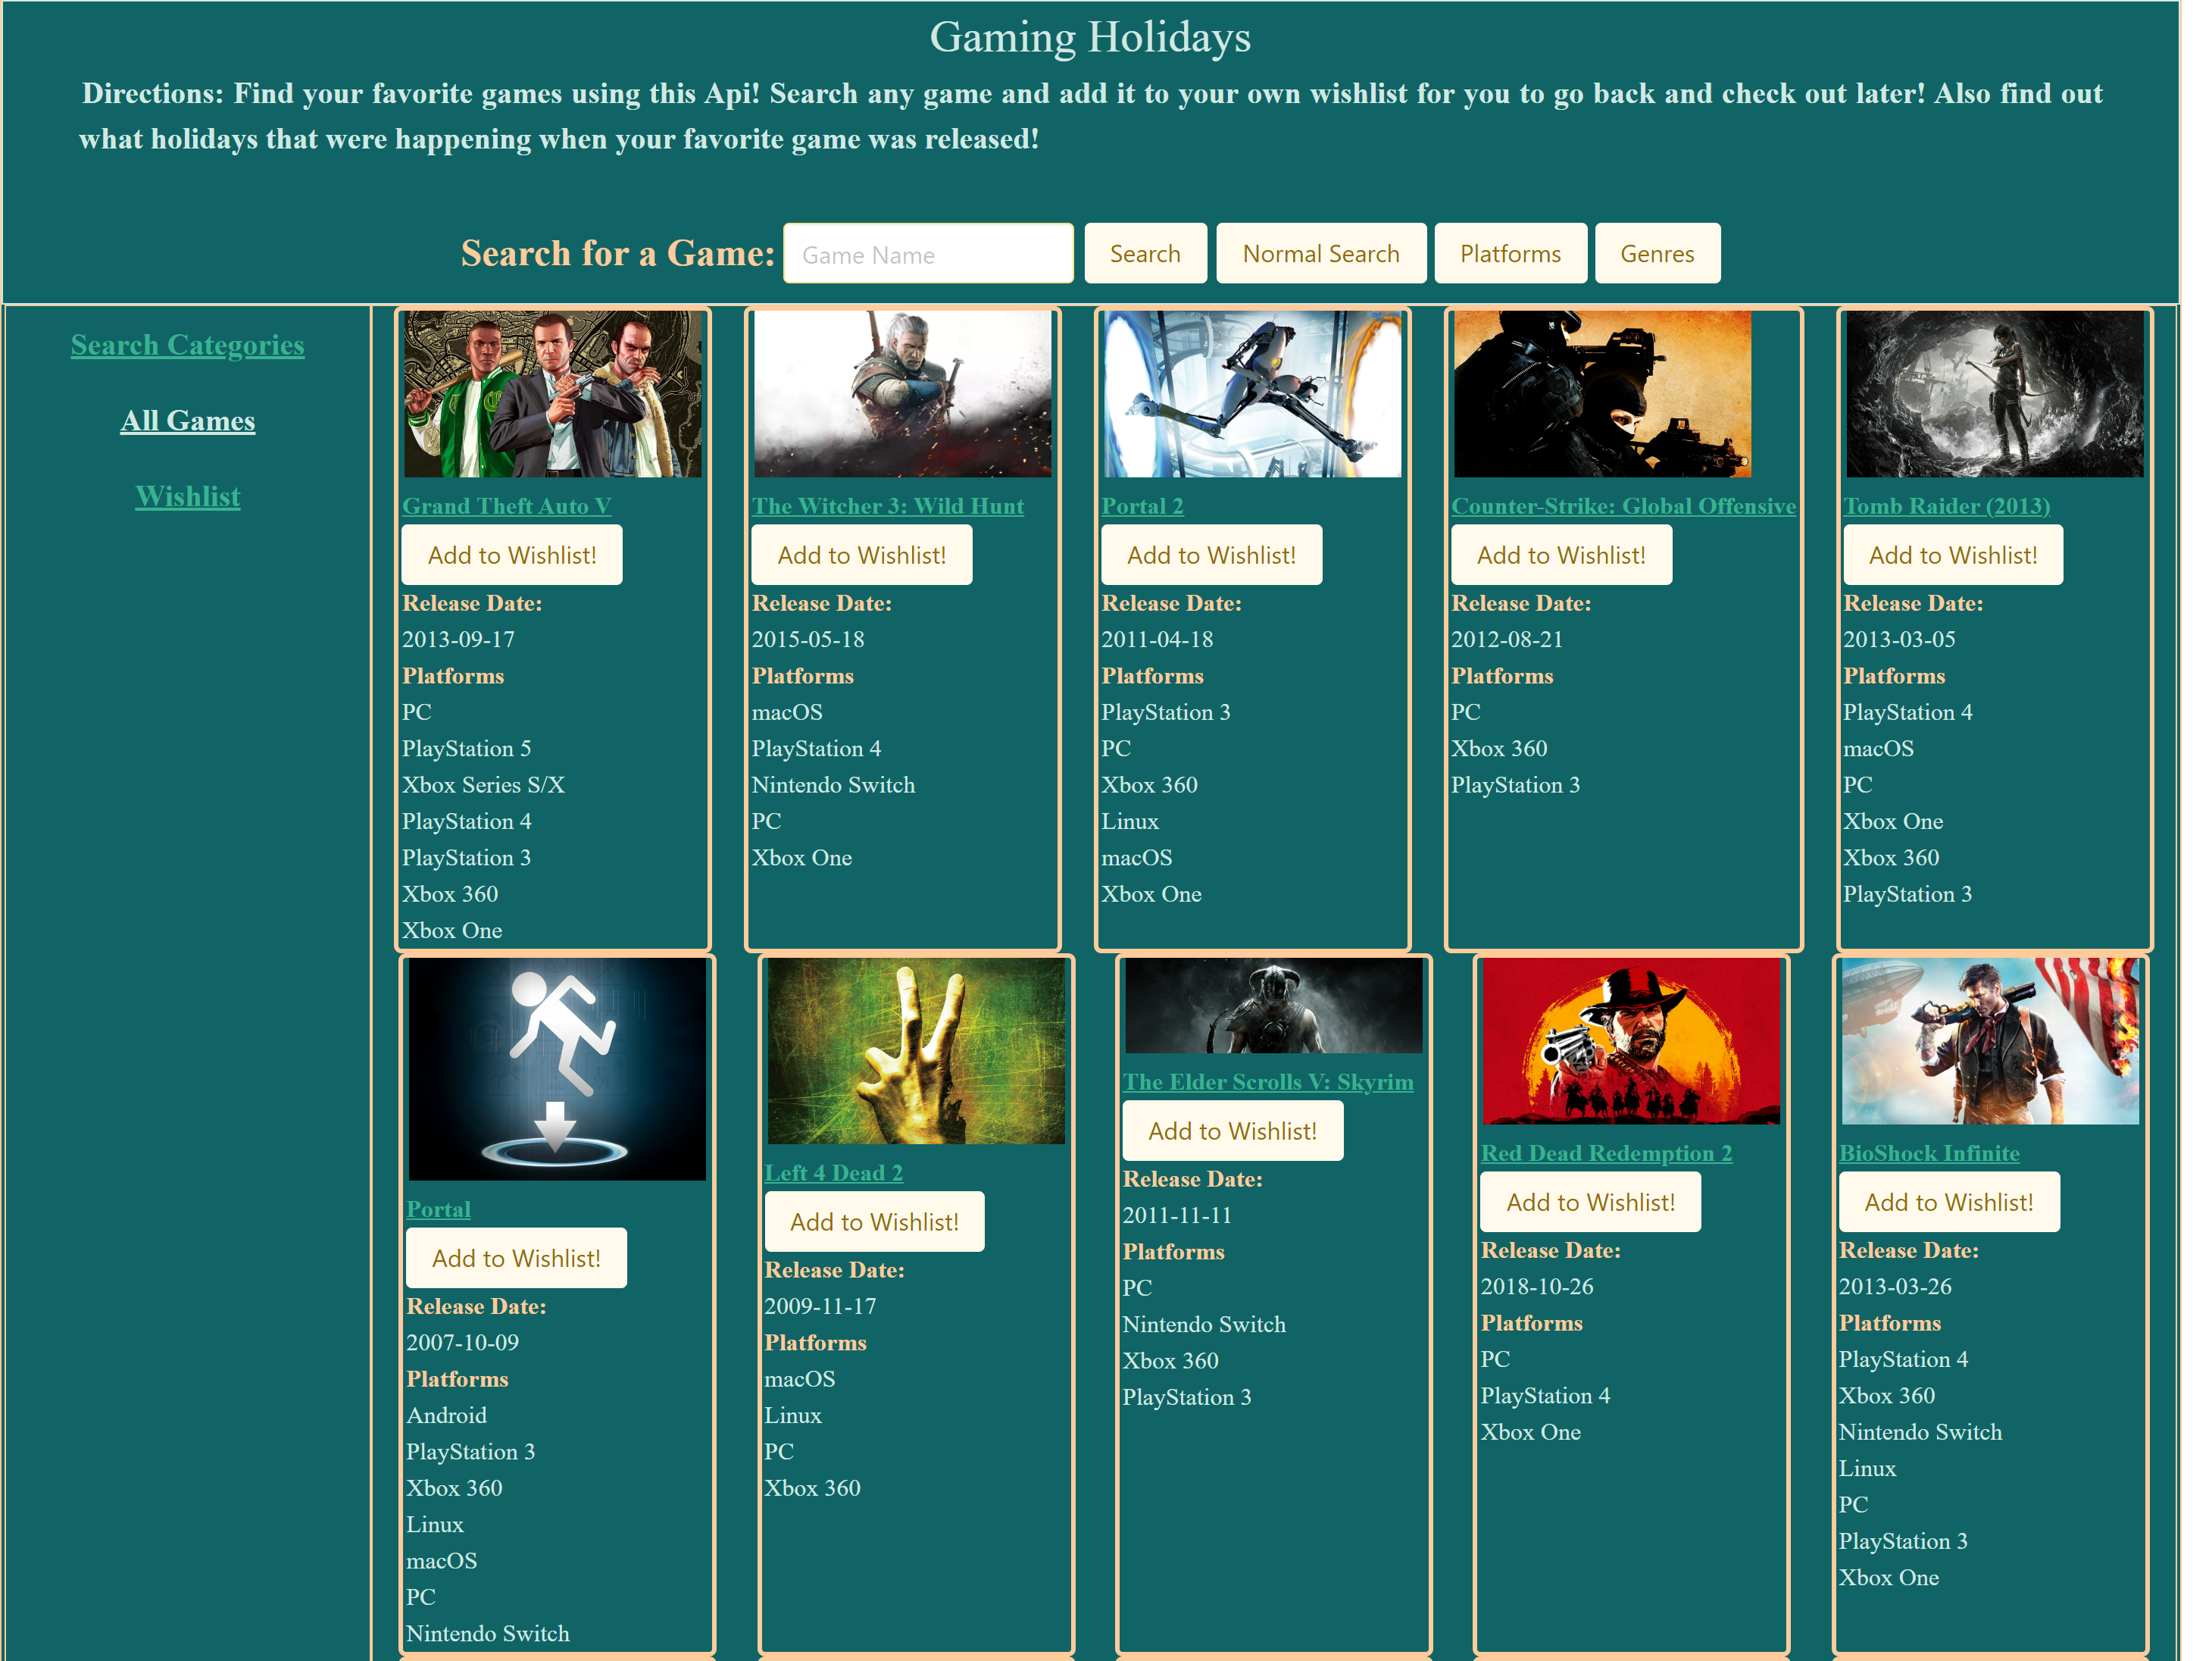 Gaming Holidays
Directions: Find your favorite games using this Api! Search any game and add it to your own wishlist for you to go back and check out later! Also find out
what holidays that were happening when your favorite game was released!
Search for a Game: Game Name Search Normal Search Platforms Genres
Search Categories
All Games
Wishlist
Grand Theft Auto V
Add to Wishlist!
Release Date:
2013-09-17
Platforms
PC
PlayStation 5
Xbox Series S/X
PlayStation 4
PlayStation 3
Xbox 360
Xbox One
The Witcher 3: Wild Hunt
Add to Wishlist!
Release Date:
2015-05-18
Platforms
macOS
PlayStation 4
Nintendo Switch
PC
Xbox One
Portal 2
Add to Wishlist!
Release Date:
2011-04-18
Platforms
PlayStation 3
PC
Xbox 360
Linux
macOS
Xbox One
Counter-Strike: Global Offensive
Add to Wishlist!
Release Date:
2012-08-21
Platforms
PC
Xbox 360
PlayStation 3
Tomb Raider (2013)
Add to Wishlist!
Release Date:
2013-03-05
Platforms
PlayStation 4
macOS
PC
Xbox One
Xbox 360
PlayStation 3
Portal
Add to Wishlist!
Release Date:
2007-10-09
Platforms
Android
PlayStation 3
Xbox 360
Linux
macOS
PC
Nintendo Switch
Left 4 Dead 2
Add to Wishlist!
Release Date:
2009-11-17
Platforms
macOS
Linux
PC
Xbox 360
The Elder Scrolls V: Skyrim
Add to Wishlist!
Release Date:
2011-11-11
Platforms
PC
Nintendo Switch
Xbox 360
PlayStation 3
Red Dead Redemption 2
Add to Wishlist!
Release Date:
2018-10-26
Platforms
PC
PlayStation 4
Xbox One
BioShock Infinite
Add to Wishlist!
Release Date:
2013-03-26
Platforms
PlayStation 4
Xbox 360
Nintendo Switch
Linux
PC
PlayStation 3
Xbox One